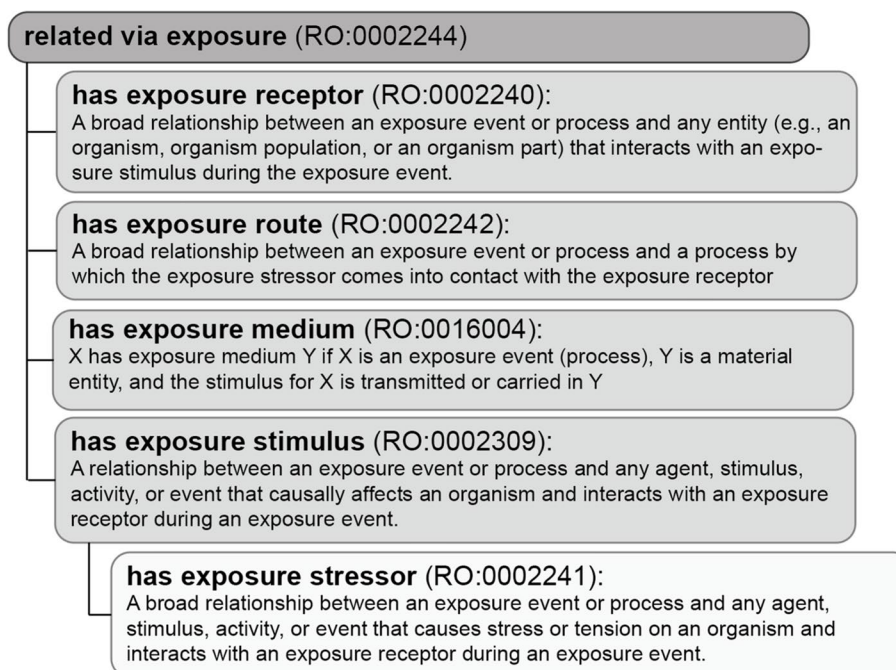 related via exposure (RO:0002244)
has exposure receptor (RO:0002240):
A broad relationship between an exposure event or process and any entity (e.g., an
organism, organism population, or an organism part) that interacts with an expo-
sure stimulus during the exposure event.
has exposure route (RO:0002242):
A broad relationship between an exposure event or process and a process by
which the exposure stressor comes into contact with the exposure receptor
has exposure medium (RO:0016004):
X has exposure medium Y if X is an exposure event (process), Y is a material
entity, and the stimulus for X is transmitted or carried in Y
has exposure stimulus (RO:0002309):
A relationship between an exposure event or process and any agent, stimulus,
activity, or event that causally affects an organism and interacts with an exposure
receptor during an exposure event.
has exposure stressor (RO:0002241):
A broad relationship between an exposure event or process and any agent,
stimulus, activity, or event that causes stress or tension on an organism and
interacts with an exposure receptor during an exposure event.